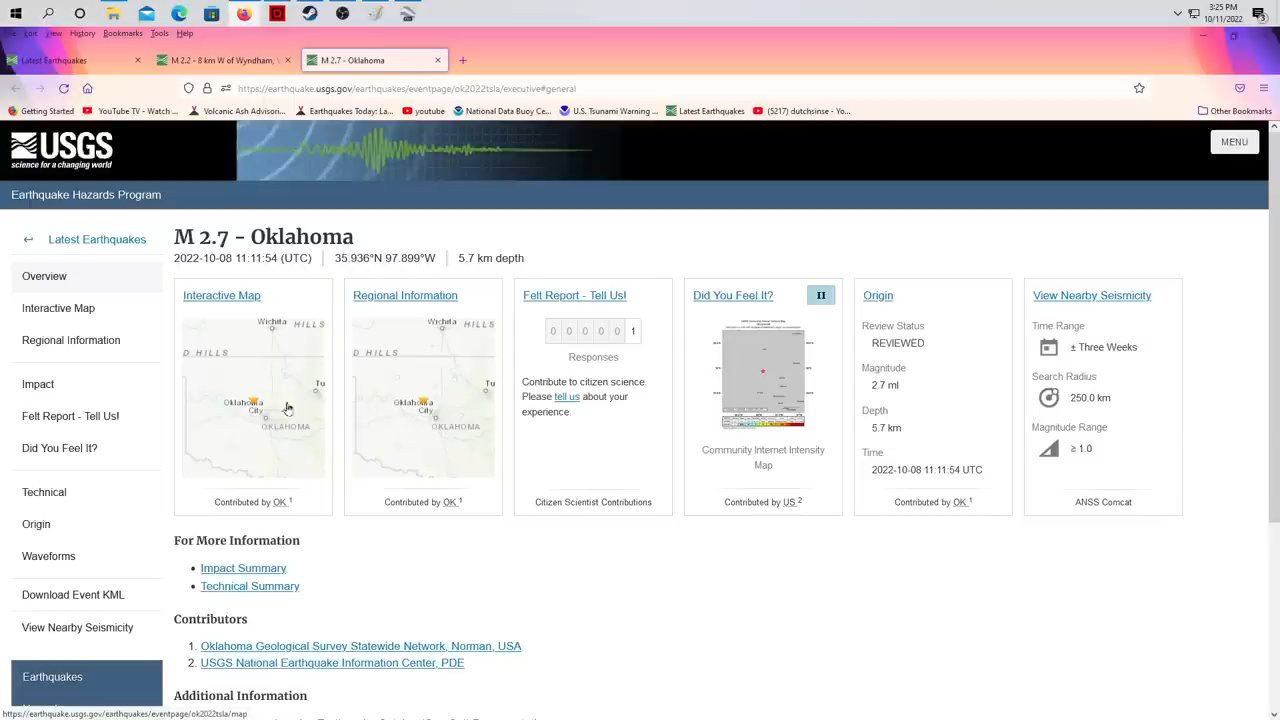 3:25 PM
10/11/2022
File Edit View History Bookmarks Tools Help
Latest Earthquakes
M 2.2 - 8 km W of Wyndham,
M 2.7 - Oklahoma
https://earthquake.usgs.gov/earthquakes/eventpage/ok2022tsla/executive#general
Getting Started
YouTube TV - Watch ...
Volcanic Ash Advisori...
Earthquakes Today: La...
youtube
National Data Buoy Ce...
U.S. Tsunami Warning ...
Latest Earthquakes
(5217) dutchsinse - Yo...
Other Bookmarks
USGS
science for a changing world
MENU
Earthquake Hazards Program
Latest Earthquakes
Overview
Interactive Map
Regional Information
Impact
Felt Report - Tell Us!
Did You Feel It?
Technical
Origin
Waveforms
Download Event KML
View Nearby Seismicity
Earthquakes
M 2.7 - Oklahoma
2022-10-08 11:11:54 (UTC)
35.936°N 97.899°W
5.7 km depth
Interactive Map
Wichita HILLS
D HILLS
Tu
Oklahoma
City
OKLAHOMA
Contributed by OK 1
Regional Information
Wichita HILLS
D HILLS
Tu
Oklahoma
City
OKLAHOMA
Contributed by OK 1
Felt Report - Tell Us!
0 0 0 0 0 1
Responses
Contribute to citizen science.
Please tell us about your
experience.
Citizen Scientist Contributions
Did You Feel It?
II
Community Internet Intensity
Map
Contributed by US 2
Origin
Review Status
REVIEWED
Magnitude
2.7 ml
Depth
5.7 km
Time
2022-10-08 11:11:54 UTC
Contributed by OK 1
View Nearby Seismicity
Time Range
± Three Weeks
Search Radius
250.0 km
Magnitude Range
≥ 1.0
ANSS Comcat
For More Information
• Impact Summary
• Technical Summary
Contributors
1. Oklahoma Geological Survey Statewide Network, Norman, USA
2. USGS National Earthquake Information Center, PDE
Additional Information
https://earthquake.usgs.gov/earthquakes/eventpage/ok2022tsla/map